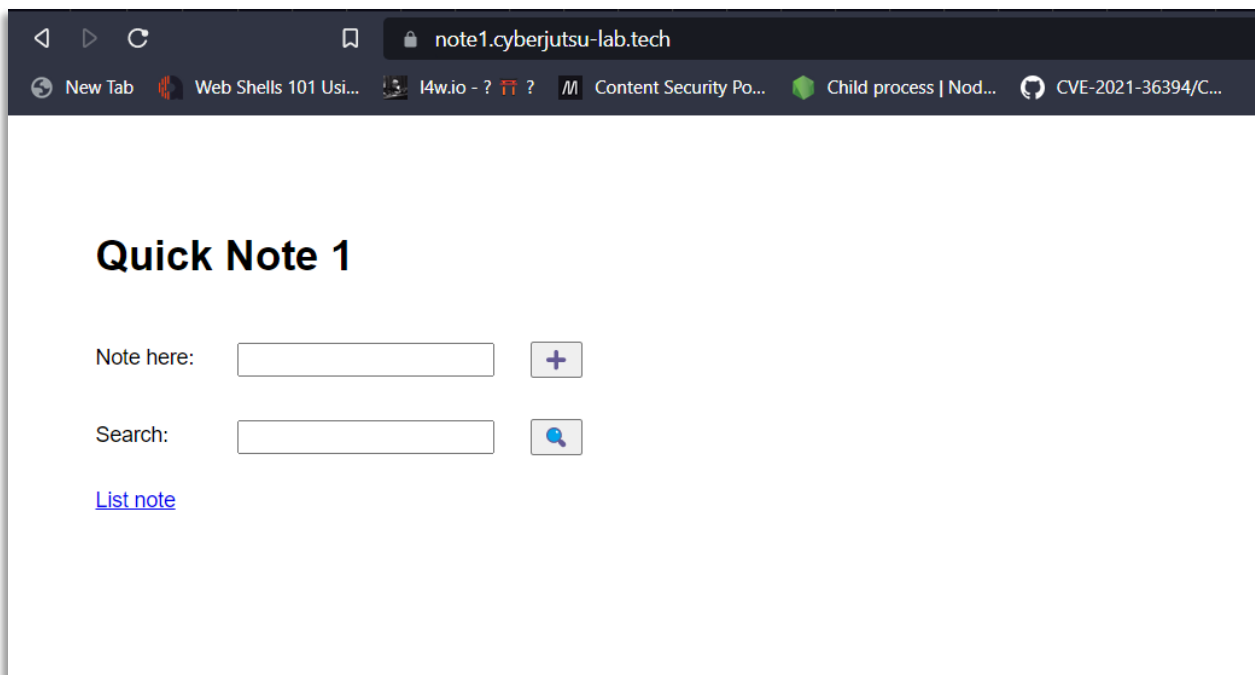 note1.cyberjutsu-lab.tech
New Tab Web Shells 101 Usi... l4w.io - ? ⛩ ? M Content Security Po... Child process | Nod... CVE-2021-36394/C...
Quick Note 1
Note here:
Search:
List note